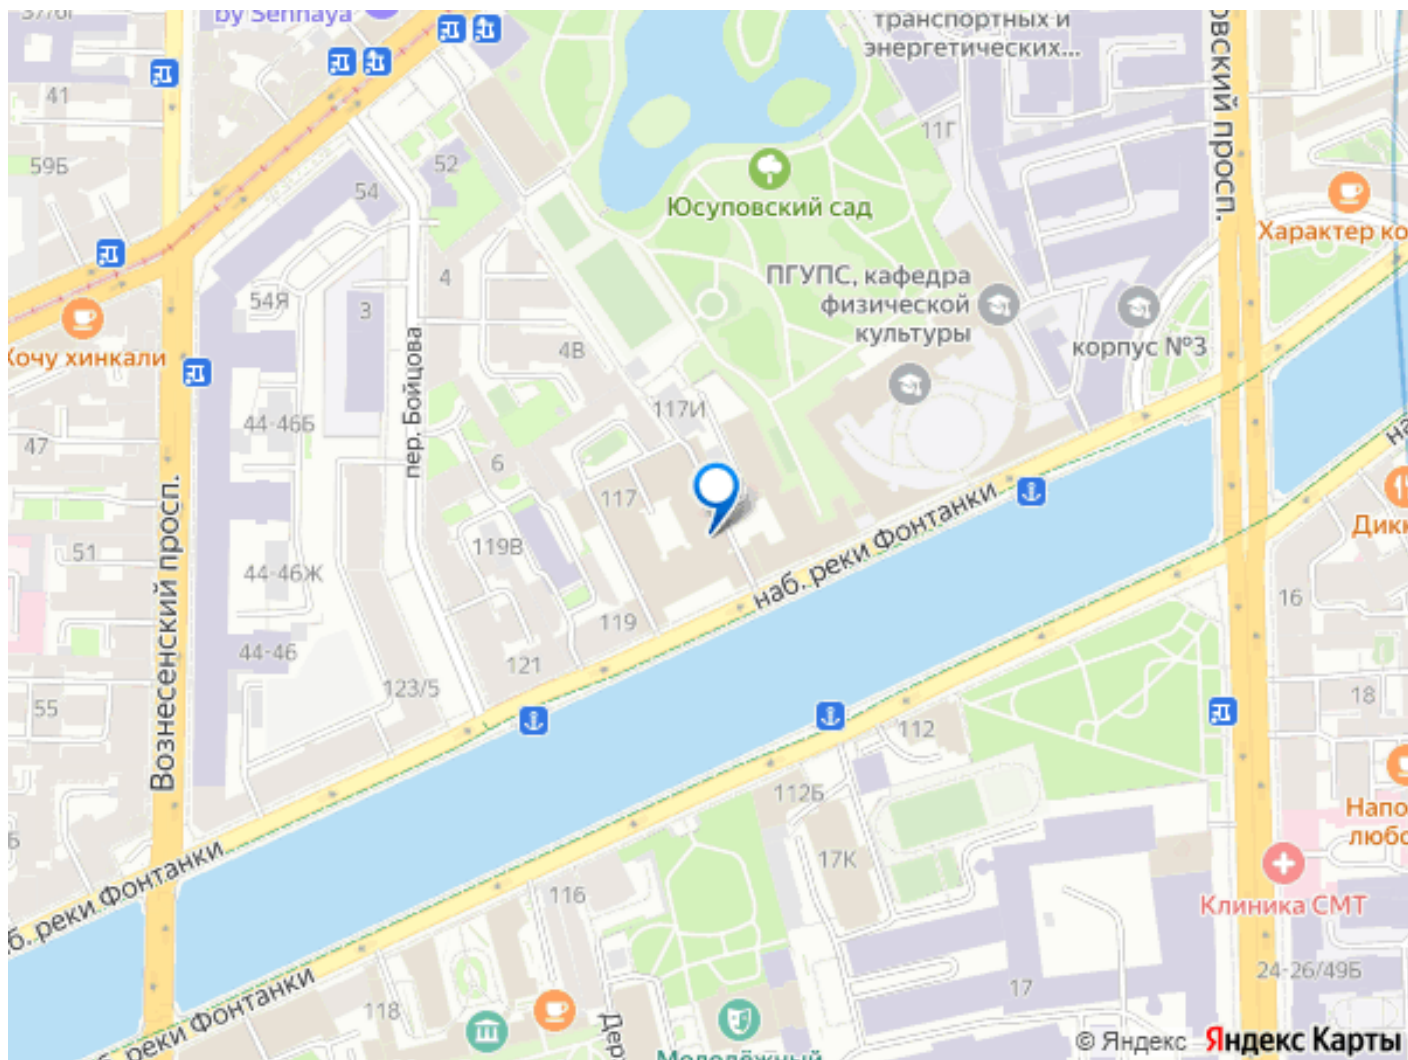 by Sennaya
транспортных и
энергетических...
41
59Б
54
52
11Г
Юсуповский сад
Характер
4
54Я
3
ПГУПС, кафедра
физической
культуры
корпус №3
Хочу хинкали
4В
пер. Бойцова
117И
44-46Б
47
6
117
наб. реки Фонтанки
Вознесенский просп.
51
119В
44-46Ж
16
119
44-46
121
123/5
55
18
112
112Б
17К
116
Клиника СМТ
наб. реки Фонтанки
24-26/49Б
17
118
реки Фонтанки
Молодёжный
© Яндекс Яндекс Карты